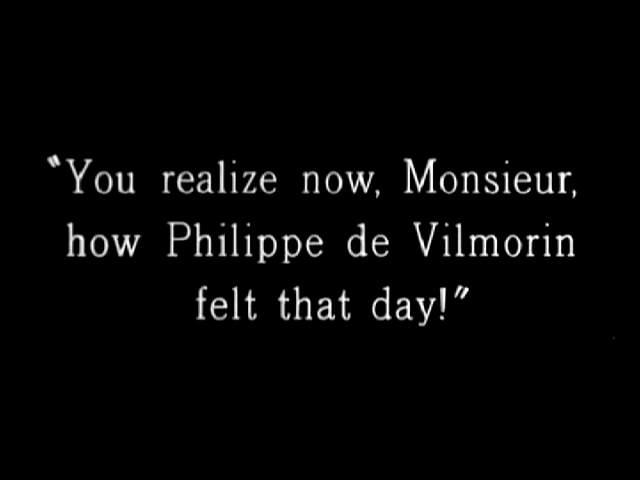 "You realize now, Monsieur,
how Philippe de Vilmorin
felt that day!"